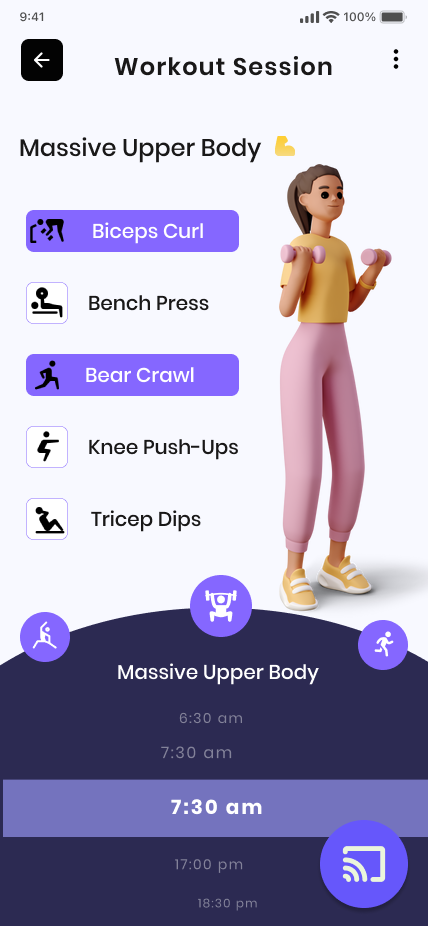 9:41
100%
Workout Session
Massive Upper Body
Biceps Curl
Bench Press
Bear Crawl
Knee Push-Ups
Tricep Dips
Massive Upper Body
6:30 am
7:30 am
7:30 am
17:00 pm
18:30 pm